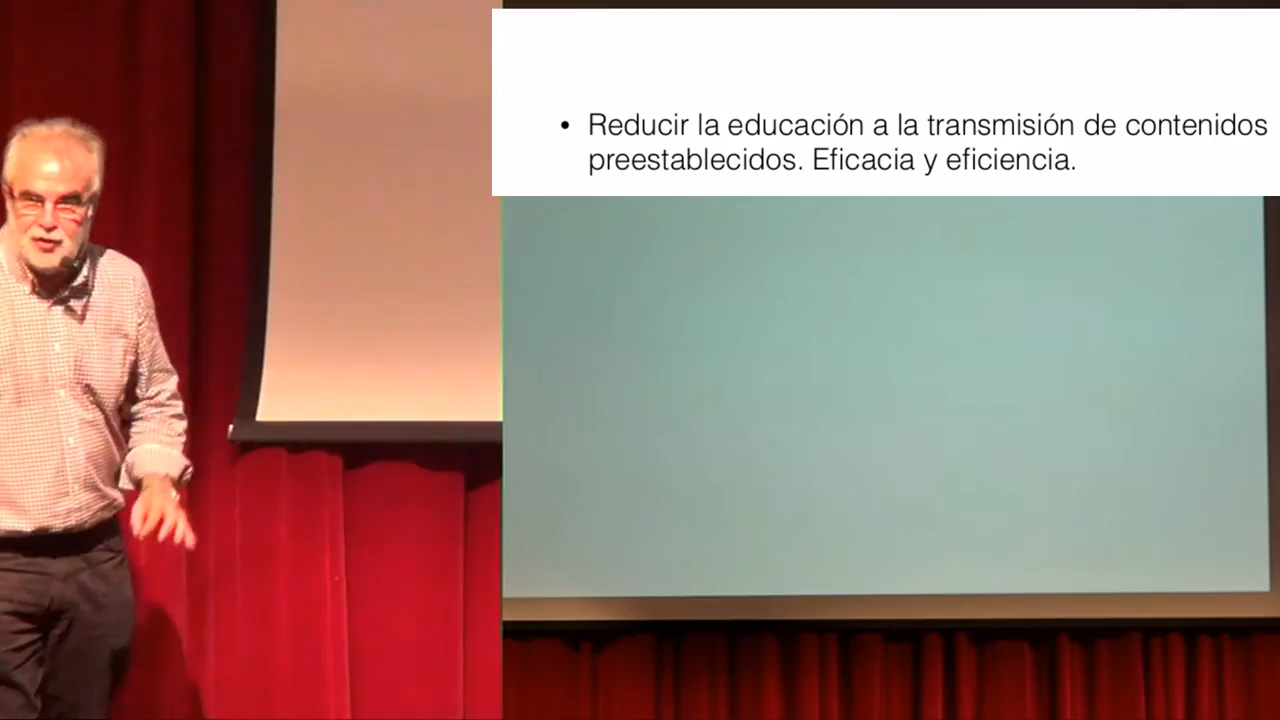 • Reducir la educación a la transmisión de contenidos
preestablecidos. Eficacia y eficiencia.